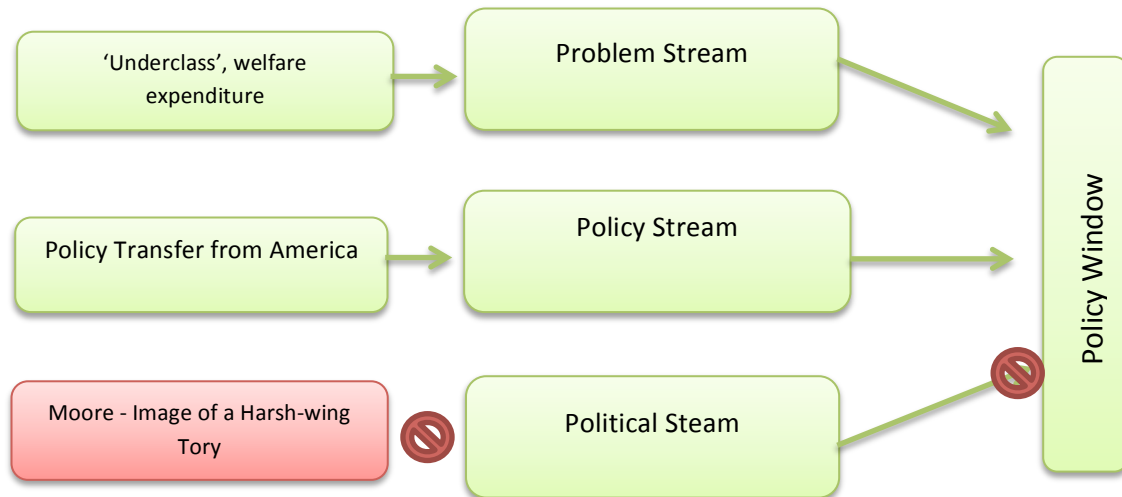 ‘Underclass’, welfare
expenditure
Problem Stream
Policy Transfer from America
Policy Stream
Policy Window
Moore - Image of a Harsh-wing
Tory
Political Steam